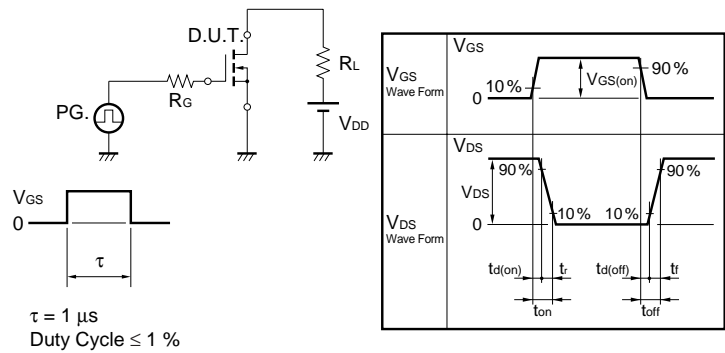 D.U.T.
RL
RG
PG.
VDD
VGS
0
τ
τ = 1 μs
Duty Cycle ≤ 1 %
VGS
Wave Form
VGS
10 %
0
VGS(on)
90 %
VDS
Wave Form
VDS
VDS
90 %
90 %
10 %
10 %
0
td(on)
tr
td(off)
tf
ton
toff